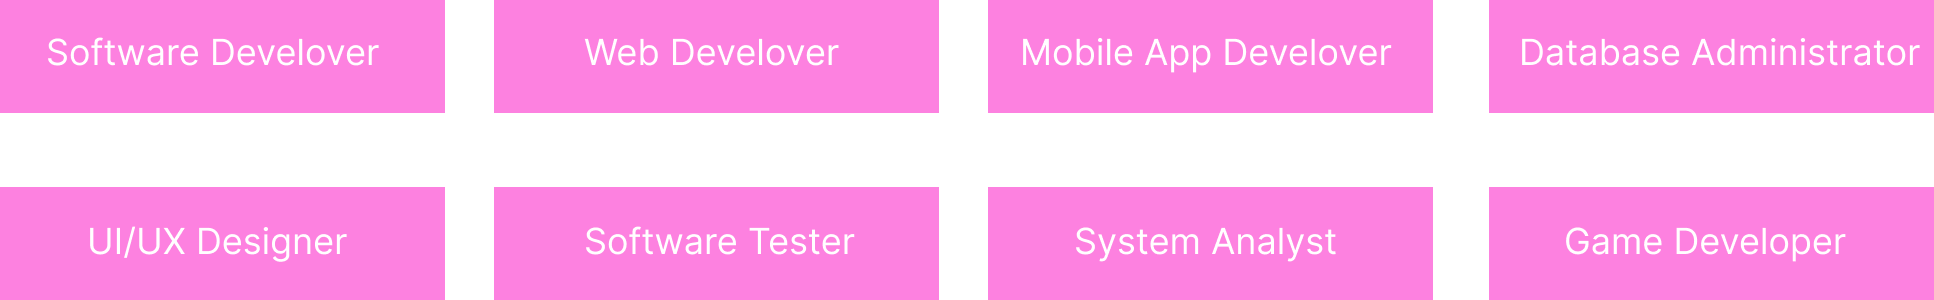 Software Develover
Web Develover
Mobile App Develover
Database Administrator
UI/UX Designer
Software Tester
System Analyst
Game Developer